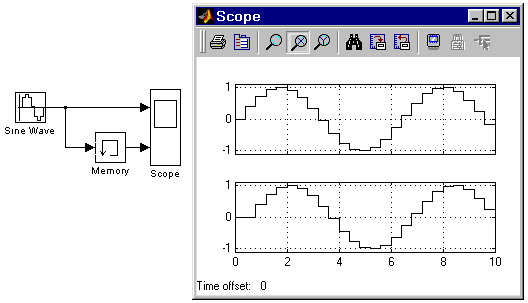 Sine Wave
Memory
Scope
Scope
1
0
-1
1
0
-1
0 2 4 6 8 10
Time offset: 0